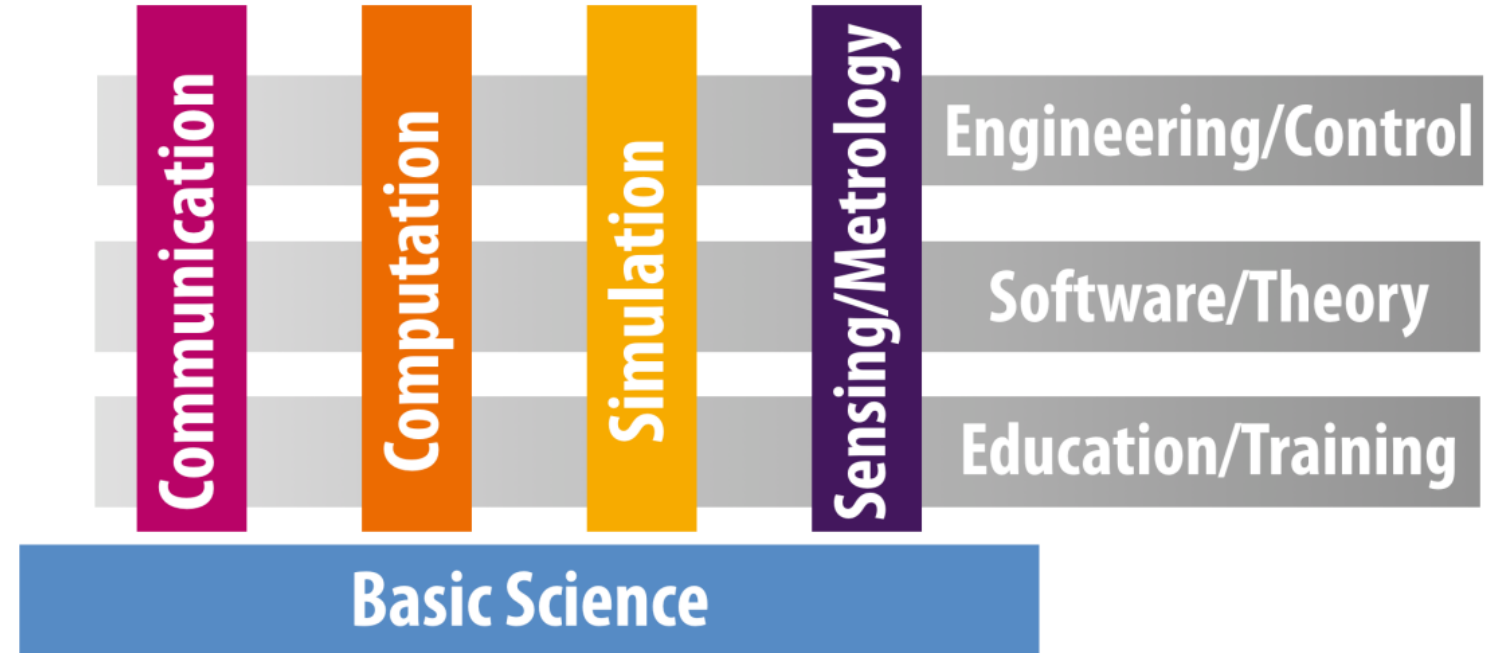 Communication
Computation
Simulation
Sensing/Metrology
Engineering/Control
Software/Theory
Education/Training
Basic Science